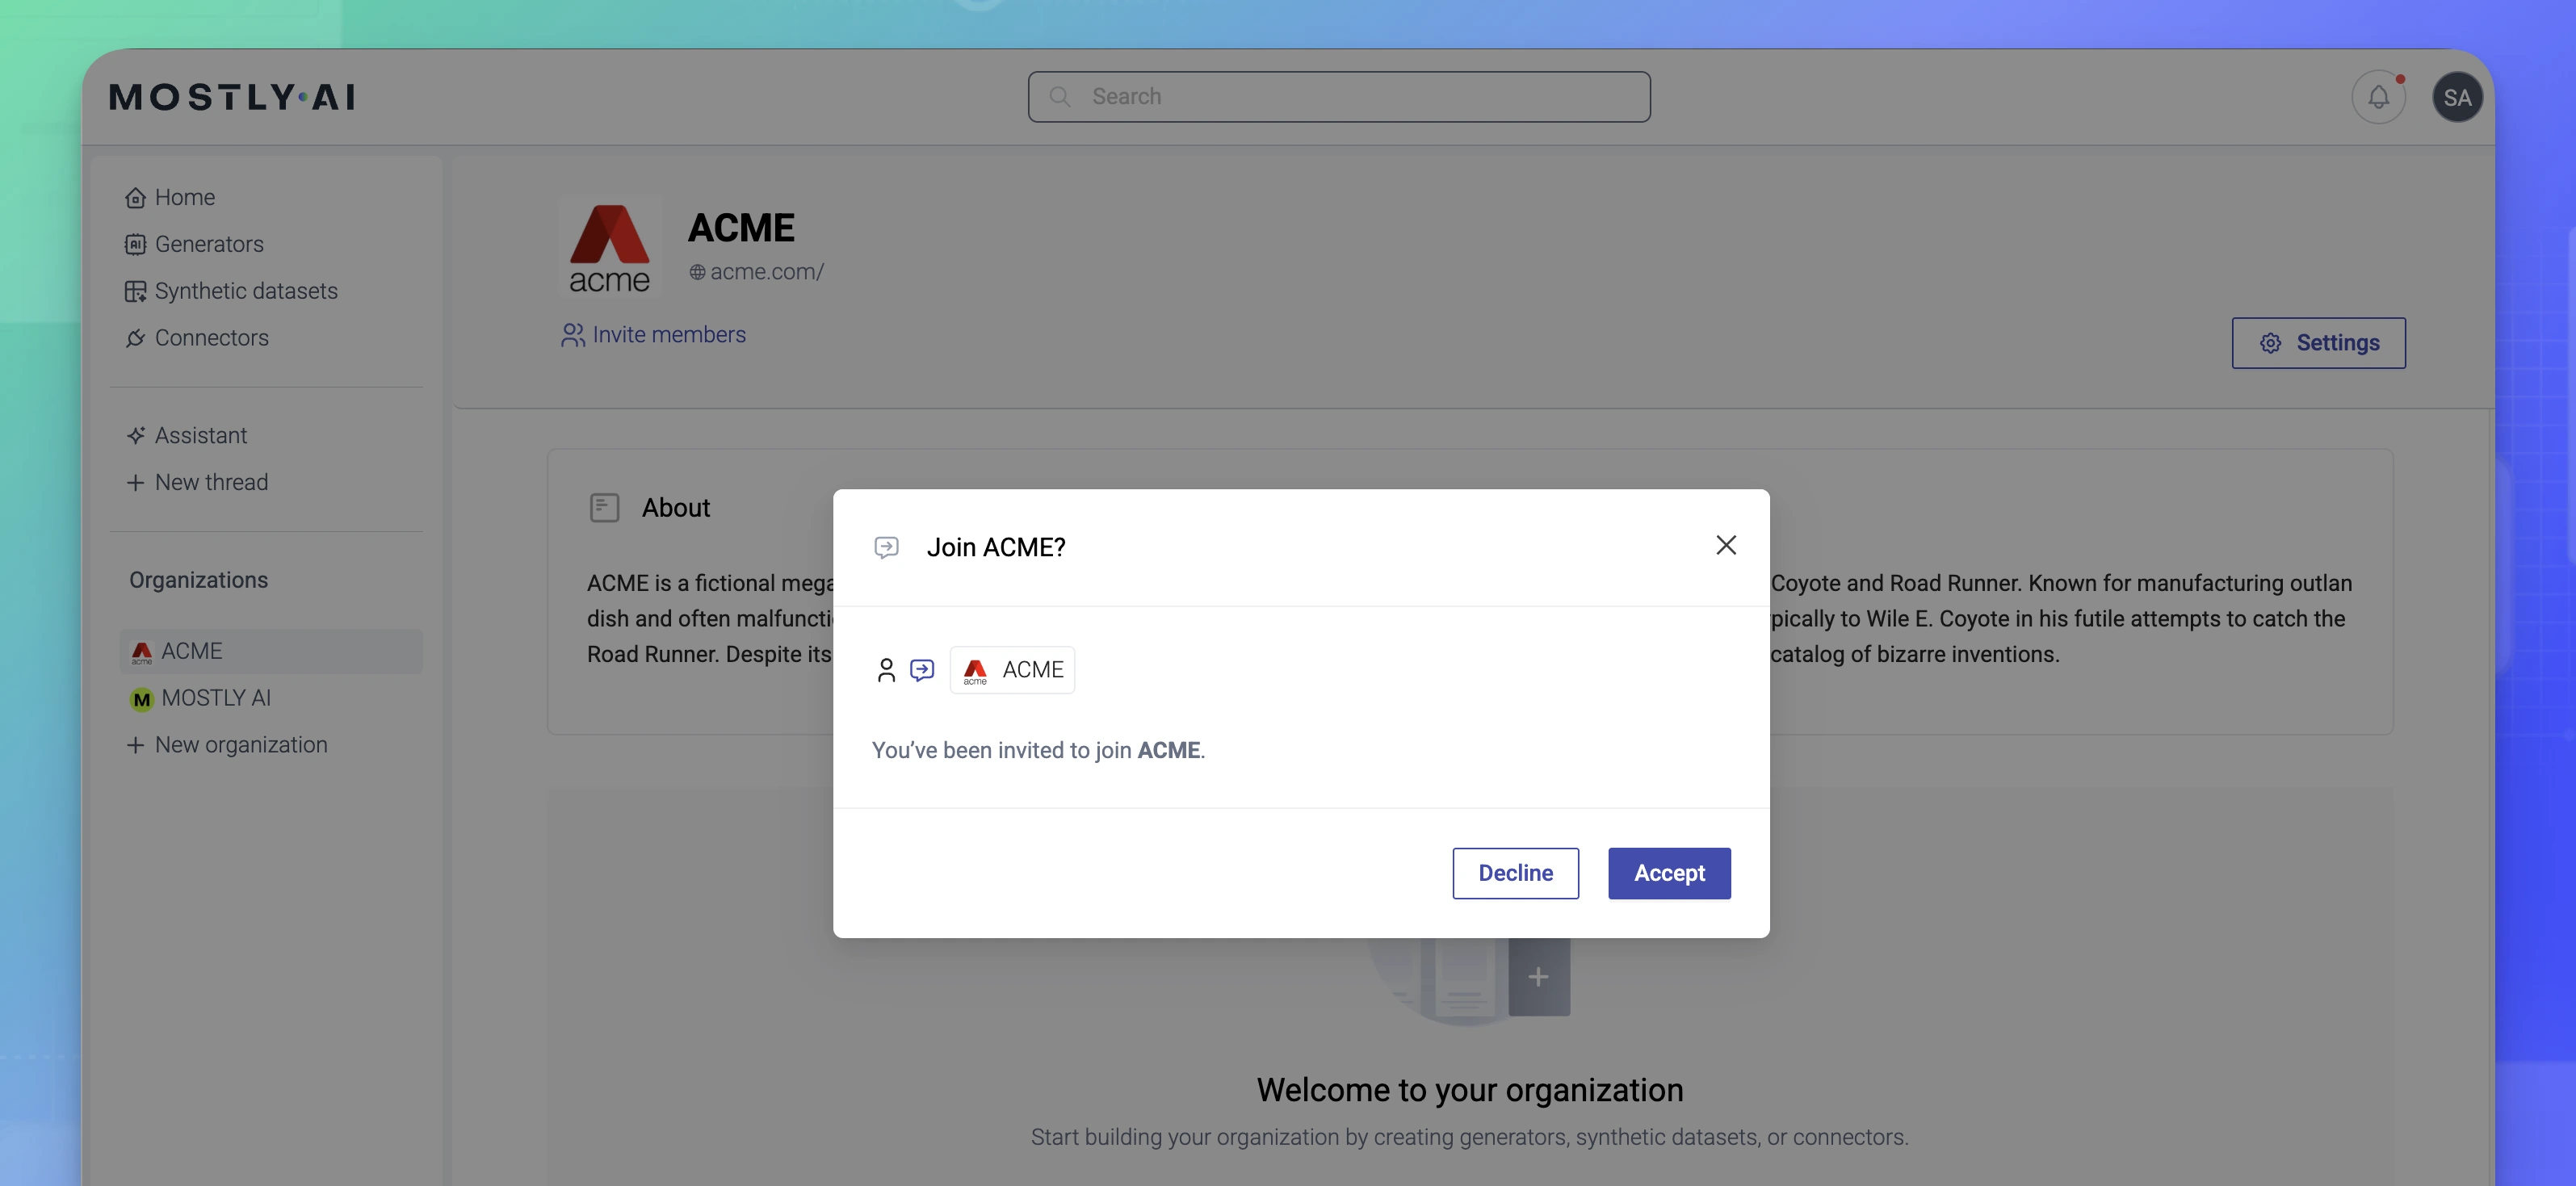 MOSTLY·AI
Search
SA
Home
Generators
Synthetic datasets
Connectors
Assistant
New thread
Organizations
acme
ACME
M
MOSTLY AI
New organization
acme
ACME
acme.com/
Invite members
Settings
About
ACME is a fictional mega
Coyote and Road Runner. Known for manufacturing outlan
dish and often malfuncti
pically to Wile E. Coyote in his futile attempts to catch the
Road Runner. Despite its
catalog of bizarre inventions.
Join ACME?
acme
ACME
You’ve been invited to join ACME.
Decline
Accept
Welcome to your organization
Start building your organization by creating generators, synthetic datasets, or connectors.